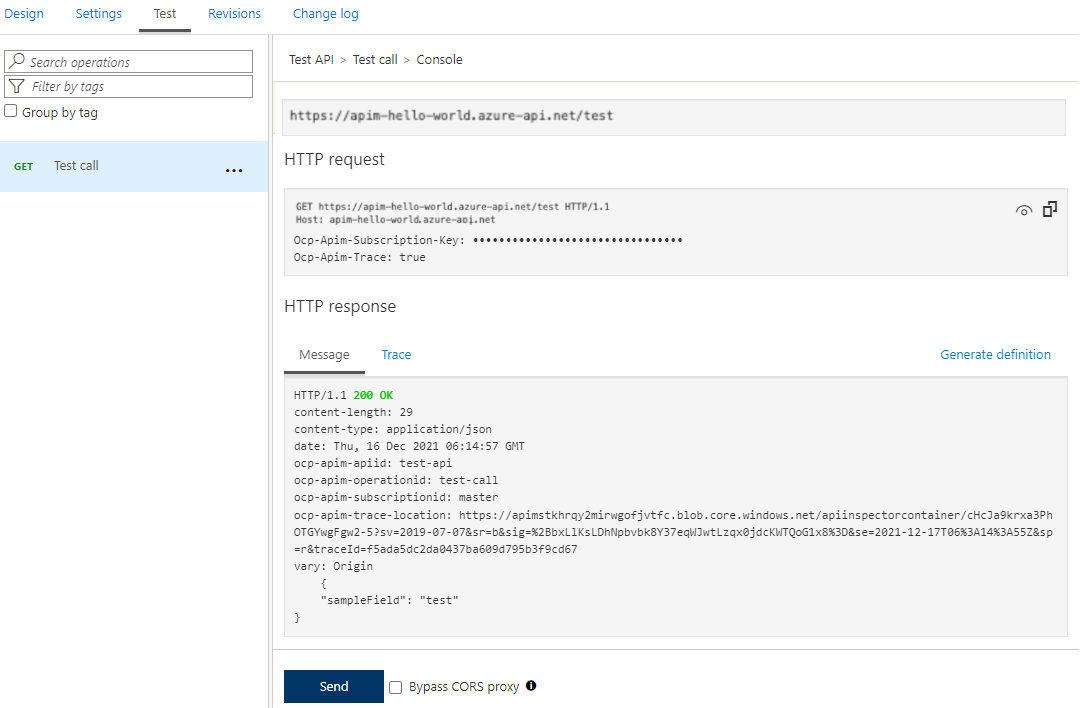 Design Settings Test Revisions Change log
Search operations
Filter by tags
Group by tag
GET Test call ...
Test API > Test call > Console
https://apim-hello-world.azure-api.net/test
HTTP request
GET https://apim-hello-world.azure-api.net/test HTTP/1.1
Host: apim-hello-world.azure-api.net
Ocp-Apim-Subscription-Key: ••••••••••••••••••••••••••••••••
Ocp-Apim-Trace: true
HTTP response
Message Trace Generate definition
HTTP/1.1 200 OK
content-length: 29
content-type: application/json
date: Thu, 16 Dec 2021 06:14:57 GMT
ocp-apim-apiid: test-api
ocp-apim-operationid: test-call
ocp-apim-subscriptionid: master
ocp-apim-trace-location: https://apimstkhrqy2mirwgofjvtfc.blob.core.windows.net/apiinspectorcontainer/cHcJa9krxa3Ph
OTGYwgFgw2-5?sv=2019-07-07&sr=b&sig=%2BbxLlKsLDhNpbvbk8Y37eqWJwtLzqx0jdcKWTQoG1x8%3D&se=2021-12-17T06%3A14%3A55Z&sp
=r&traceId=f5ada5dc2da0437ba609d795b3f9cd67
vary: Origin
{
"sampleField": "test"
}
Send Bypass CORS proxy